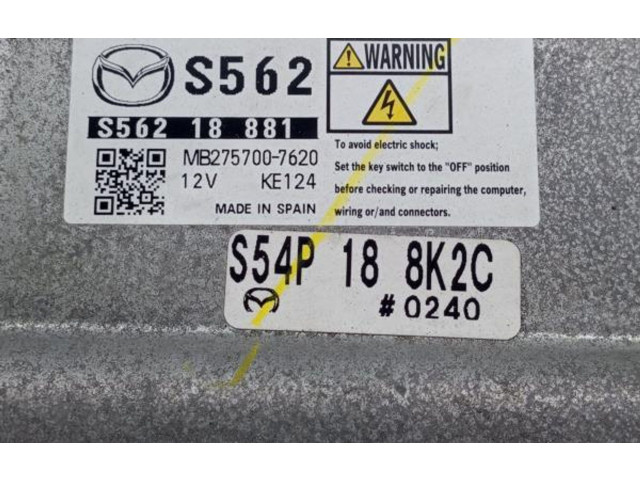 S562
WARNING
S562 18 881
MB275700-7620
12V KE124
MADE IN SPAIN
To avoid electric shock;
Set the key switch to the "OFF" position
before checking or repairing the computer,
wiring or/and connectors.
S54P 18 8K2C
#0240